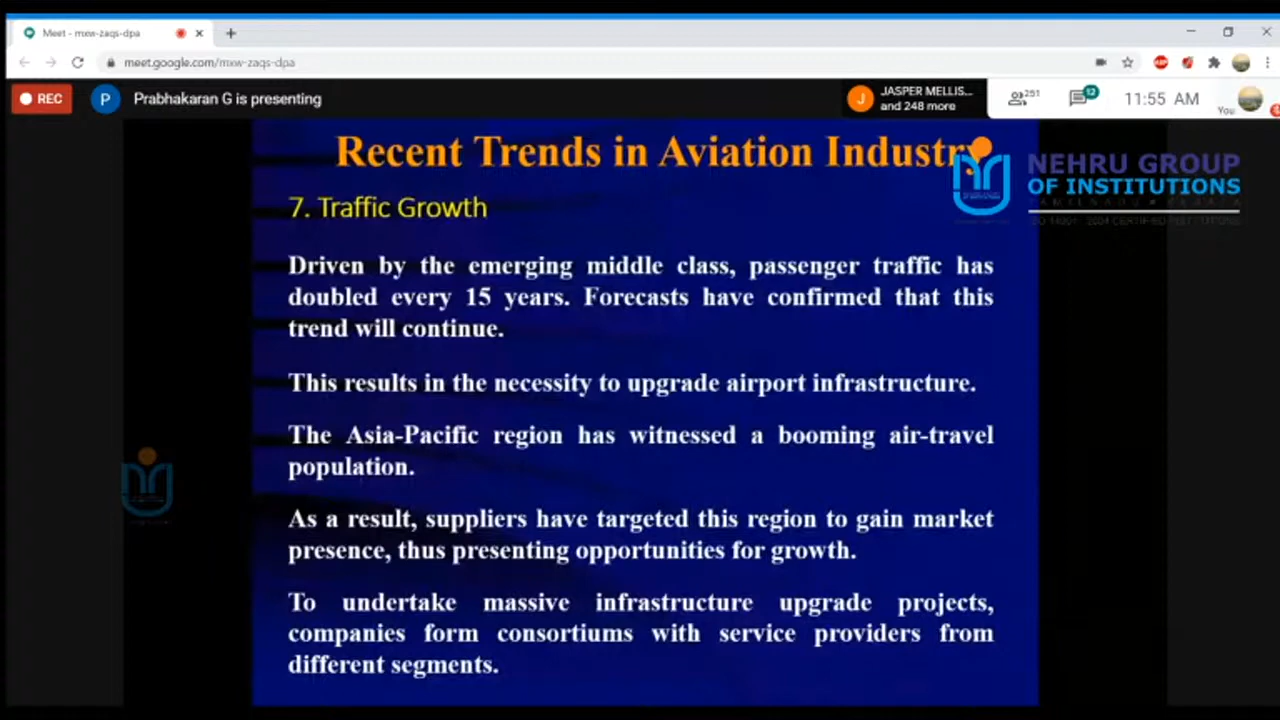 Meet - mxw-zaqs-dpa
meet.google.com/mxw-zaqs-dpa
REC
P
Prabhakaran G is presenting
J
JASPER MELLIS...
and 248 more
251
12
11:55 AM
You
Recent Trends in Aviation Industry
NEHRU GROUP
OF INSTITUTIONS
7. Traffic Growth
Driven by the emerging middle class, passenger traffic has
doubled every 15 years. Forecasts have confirmed that this
trend will continue.
This results in the necessity to upgrade airport infrastructure.
The Asia-Pacific region has witnessed a booming air-travel
population.
As a result, suppliers have targeted this region to gain market
presence, thus presenting opportunities for growth.
To undertake massive infrastructure upgrade projects,
companies form consortiums with service providers from
different segments.